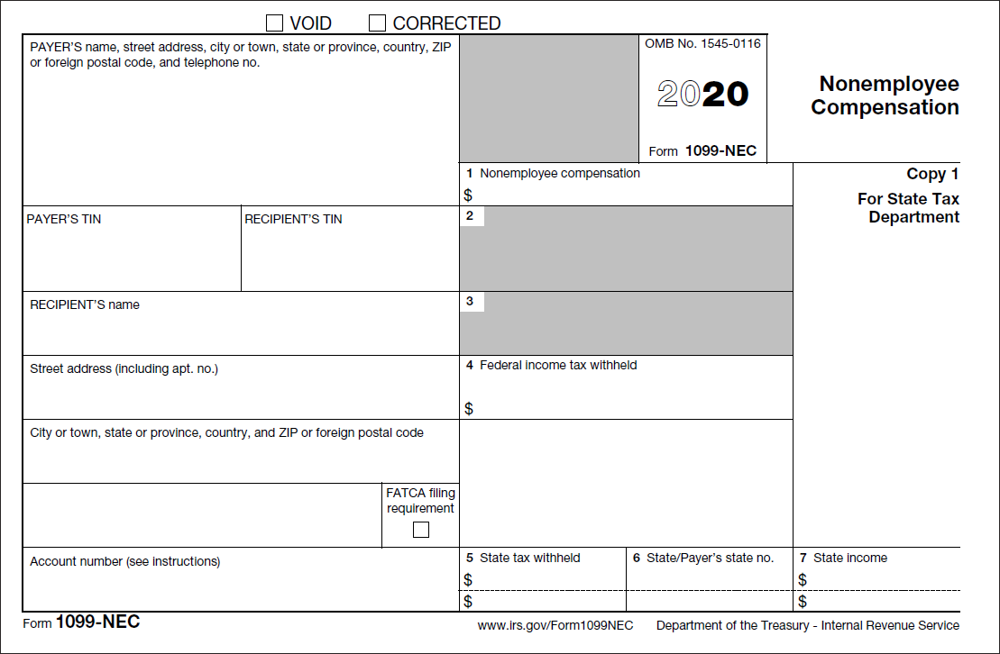 VOID CORRECTED
PAYER'S name, street address, city or town, state or province, country, ZIP
or foreign postal code, and telephone no.
OMB No. 1545-0116
2020
Form 1099-NEC
Nonemployee
Compensation
1 Nonemployee compensation
$
Copy 1
For State Tax
Department
PAYER'S TIN
RECIPIENT'S TIN
2
RECIPIENT'S name
3
Street address (including apt. no.)
4 Federal income tax withheld
$
City or town, state or province, country, and ZIP or foreign postal code
FATCA filing
requirement
Account number (see instructions)
5 State tax withheld
$
$
6 State/Payer's state no.
7 State income
$
$
Form 1099-NEC
www.irs.gov/Form1099NEC
Department of the Treasury - Internal Revenue Service